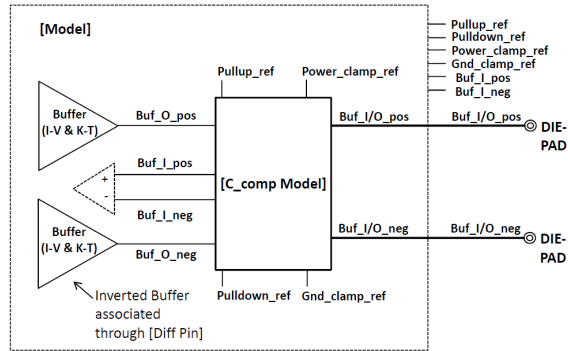 [Model]
Pullup_ref
Pulldown_ref
Power_clamp_ref
Gnd_clamp_ref
Buf_I_pos
Buf_I_neg
Pullup_ref
Power_clamp_ref
Buffer
(I-V & K-T)
Buf_O_pos
Buf_I/O_pos
Buf_I/O_pos
DIE-
PAD
Buf_I_pos
+
-
[C_comp Model]
Buf_I_neg
Buffer
(I-V & K-T)
Buf_O_neg
Buf_I/O_neg
Buf_I/O_neg
DIE-
PAD
Pulldown_ref
Gnd_clamp_ref
Inverted Buffer
associated
through [Diff Pin]